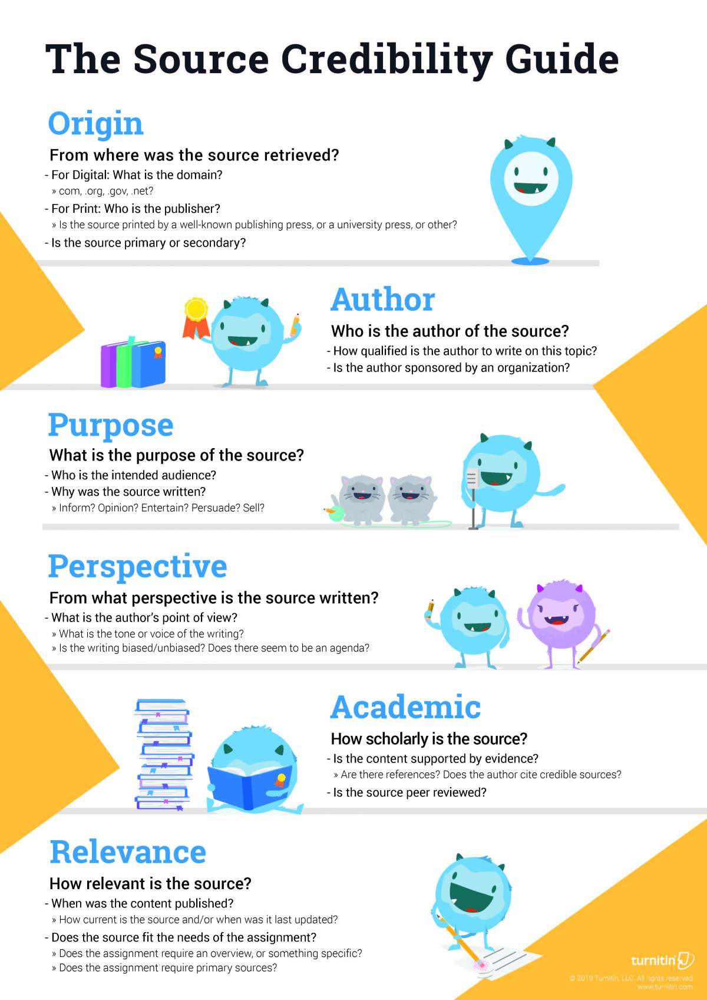 The Source Credibility Guide
Origin
From where was the source retrieved?
- For Digital: What is the domain?
» com, .org, .gov, .net?
- For Print: Who is the publisher?
» Is the source printed by a well-known publishing press, or a university press, or other?
- Is the source primary or secondary?
Author
Who is the author of the source?
- How qualified is the author to write on this topic?
- Is the author sponsored by an organization?
Purpose
What is the purpose of the source?
- Who is the intended audience?
- Why was the source written?
» Inform? Opinion? Entertain? Persuade? Sell?
Perspective
From what perspective is the source written?
- What is the author's point of view?
» What is the tone or voice of the writing?
» Is the writing biased/unbiased? Does there seem to be an agenda?
Academic
How scholarly is the source?
- Is the content supported by evidence?
» Are there references? Does the author cite credible sources?
- Is the source peer reviewed?
Relevance
How relevant is the source?
- When was the content published?
» How current is the source and/or when was it last updated?
- Does the source fit the needs of the assignment?
» Does the assignment require an overview, or something specific?
» Does the assignment require primary sources?
turnitin
© 2019 Turnitin, LLC. All rights reserved
www.turnitin.com